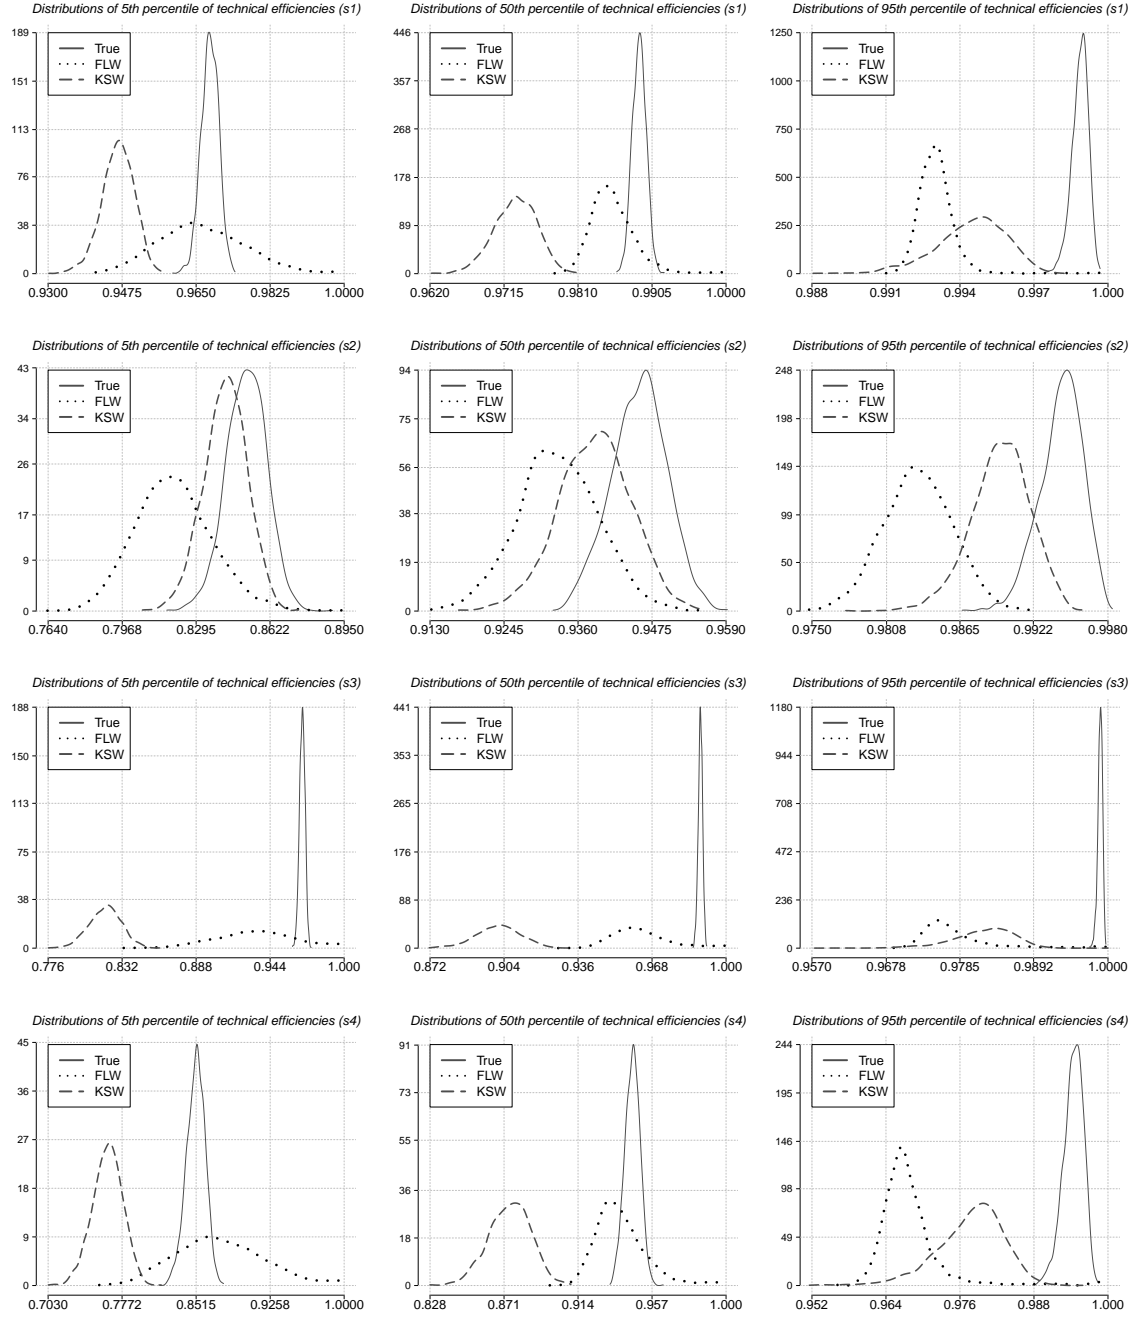 Distributions of 5th percentile of technical efficiencies (s1)
189
151
113
76
38
0
True
FLW
KSW
0.9300 0.9475 0.9650 0.9825 1.0000
Distributions of 50th percentile of technical efficiencies (s1)
446
357
268
178
89
0
True
FLW
KSW
0.9620 0.9715 0.9810 0.9905 1.0000
Distributions of 95th percentile of technical efficiencies (s1)
1250
1000
750
500
250
0
True
FLW
KSW
0.988 0.991 0.994 0.997 1.000
Distributions of 5th percentile of technical efficiencies (s2)
43
34
26
17
9
0
True
FLW
KSW
0.7640 0.7968 0.8295 0.8622 0.8950
Distributions of 50th percentile of technical efficiencies (s2)
94
75
56
38
19
0
True
FLW
KSW
0.9130 0.9245 0.9360 0.9475 0.9590
Distributions of 95th percentile of technical efficiencies (s2)
248
198
149
99
50
0
True
FLW
KSW
0.9750 0.9808 0.9865 0.9922 0.9980
Distributions of 5th percentile of technical efficiencies (s3)
188
150
113
75
38
0
True
FLW
KSW
0.776 0.832 0.888 0.944 1.000
Distributions of 50th percentile of technical efficiencies (s3)
441
353
265
176
88
0
True
FLW
KSW
0.872 0.904 0.936 0.968 1.000
Distributions of 95th percentile of technical efficiencies (s3)
1180
944
708
472
236
0
True
FLW
KSW
0.9570 0.9678 0.9785 0.9892 1.0000
Distributions of 5th percentile of technical efficiencies (s4)
45
36
27
18
9
0
True
FLW
KSW
0.7030 0.7772 0.8515 0.9258 1.0000
Distributions of 50th percentile of technical efficiencies (s4)
91
73
55
36
18
0
True
FLW
KSW
0.828 0.871 0.914 0.957 1.000
Distributions of 95th percentile of technical efficiencies (s4)
244
195
146
98
49
0
True
FLW
KSW
0.952 0.964 0.976 0.988 1.000